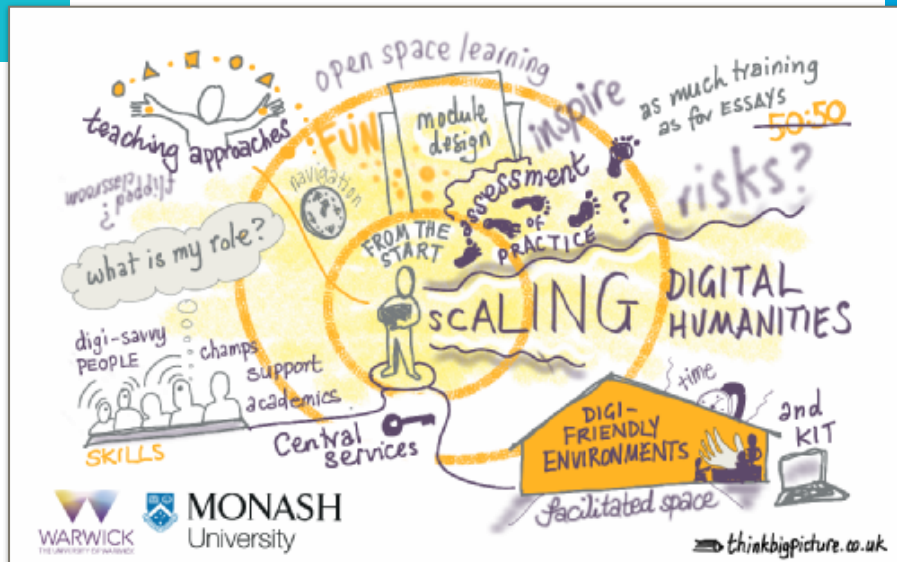 open space learning
teaching approaches
FUN
module
design
inspire
as much training
as for ESSAYS
50:50
navigation
flipped classroom
?
risks?
assessment
OF
PRACTICE
?
what is my role?
FROM THE
START
SCALING
DIGITAL
HUMANITIES
digi-savvy
PEOPLE
champs
support
academics
SKILLS
Central
services
time
DIGI-
FRIENDLY
ENVIRONMENTS
and
KIT
facilitated space
WARWICK
THE UNIVERSITY OF WARWICK
MONASH
University
thinkbigpicture.co.uk